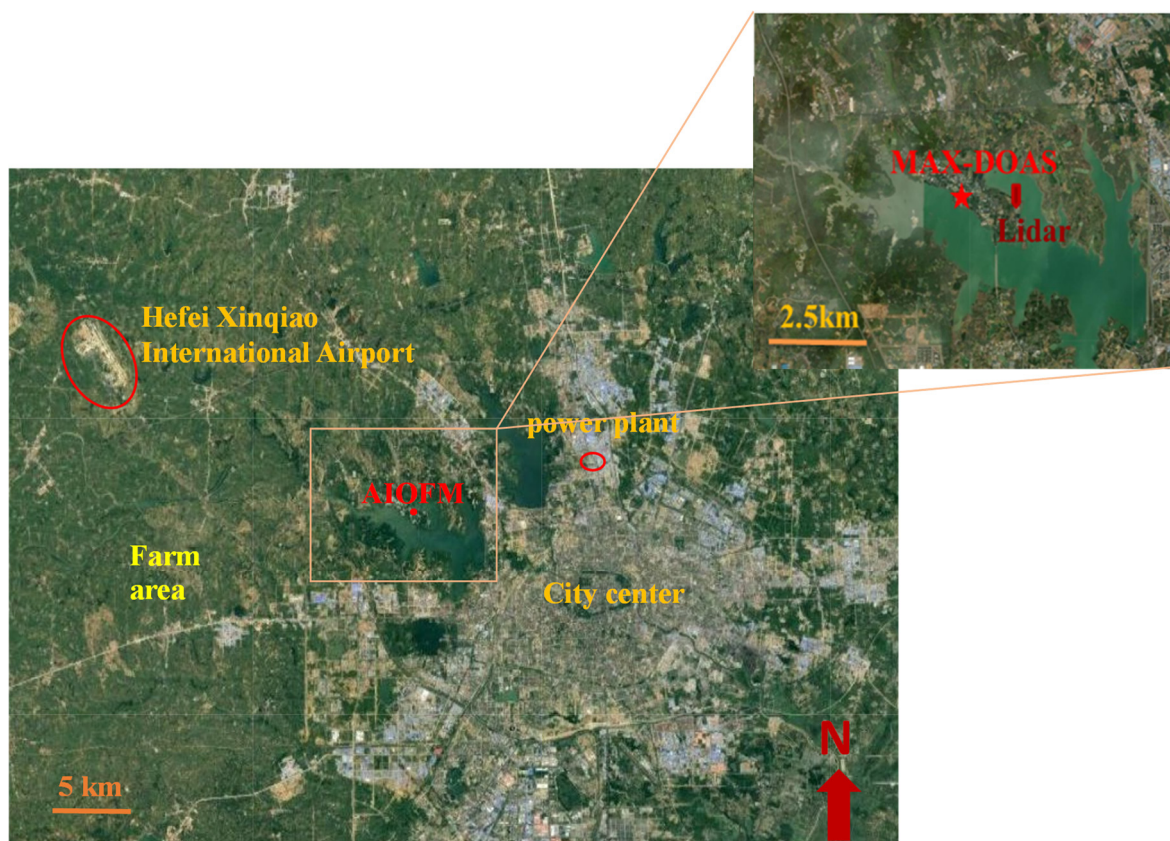 MAX-DOAS
Lidar
2.5km
Hefei Xinqiao
International Airport
power plant
AIOFM
Farm
area
City center
N
5 km